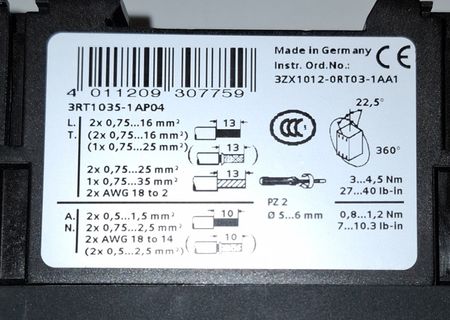 Made in Germany
Instr. Ord.No.:
3ZX1012-0RT03-1AA1
CE
4 011209 307759
3RT1035-1AP04
L. 2x 0,75...16 mm² 13
T. (2x 0,75...16 mm²)
(1x 0,75...25 mm²) ( 13 )
CCC
22,5°
360°
2x 0,75...25 mm² 13
1x 0,75...35 mm²
2x AWG 18 to 2
3...4,5 Nm
27...40 lb-in
PZ 2
Ø 5...6 mm
A. 2x 0,5...1,5 mm² 10
N. 2x 0,75...2,5 mm²
2x AWG 18 to 14
(2x 0,5...2,5 mm²) ( 10 )
0,8...1,2 Nm
7...10.3 lb-in